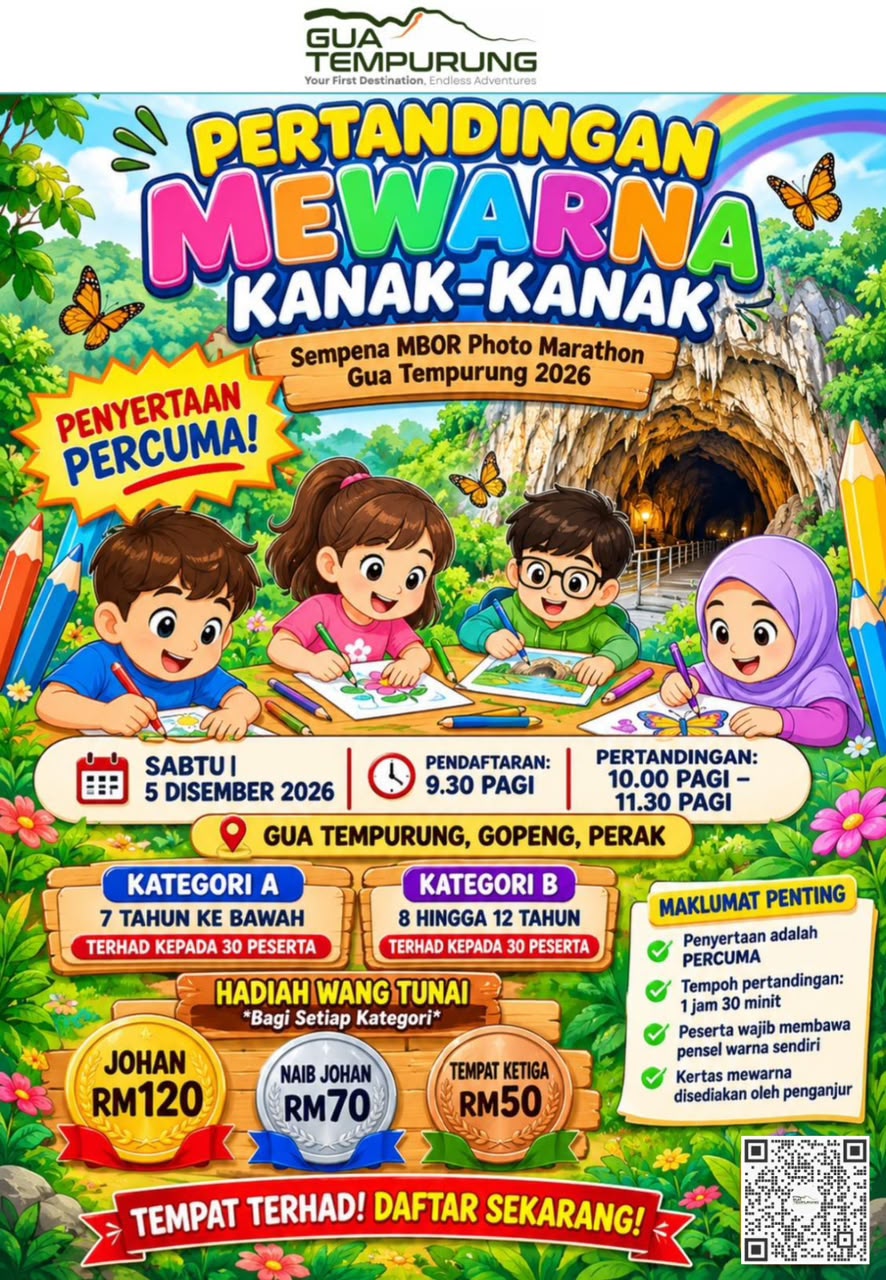 GUA
TEMPURUNG
Your First Destination, Endless Adventures
PERTANDINGAN
MEWARNA
KANAK-KANAK
Sempena MBOR Photo Marathon
Gua Tempurung 2026
PENYERTAAN
PERCUMA!
SABTU |
5 DISEMBER 2026
PENDAFTARAN:
9.30 PAGI
PERTANDINGAN:
10.00 PAGI –
11.30 PAGI
GUA TEMPURUNG, GOPENG, PERAK
KATEGORI A
7 TAHUN KE BAWAH
TERHAD KEPADA 30 PESERTA
KATEGORI B
8 HINGGA 12 TAHUN
TERHAD KEPADA 30 PESERTA
MAKLUMAT PENTING
Penyertaan adalah
PERCUMA
Tempoh pertandingan:
1 jam 30 minit
Peserta wajib membawa
pensel warna sendiri
Kertas mewarna
disediakan oleh penganjur
HADIAH WANG TUNAI
*Bagi Setiap Kategori*
JOHAN
RM120
NAIB JOHAN
RM70
TEMPAT KETIGA
RM50
TEMPAT TERHAD! DAFTAR SEKARANG!